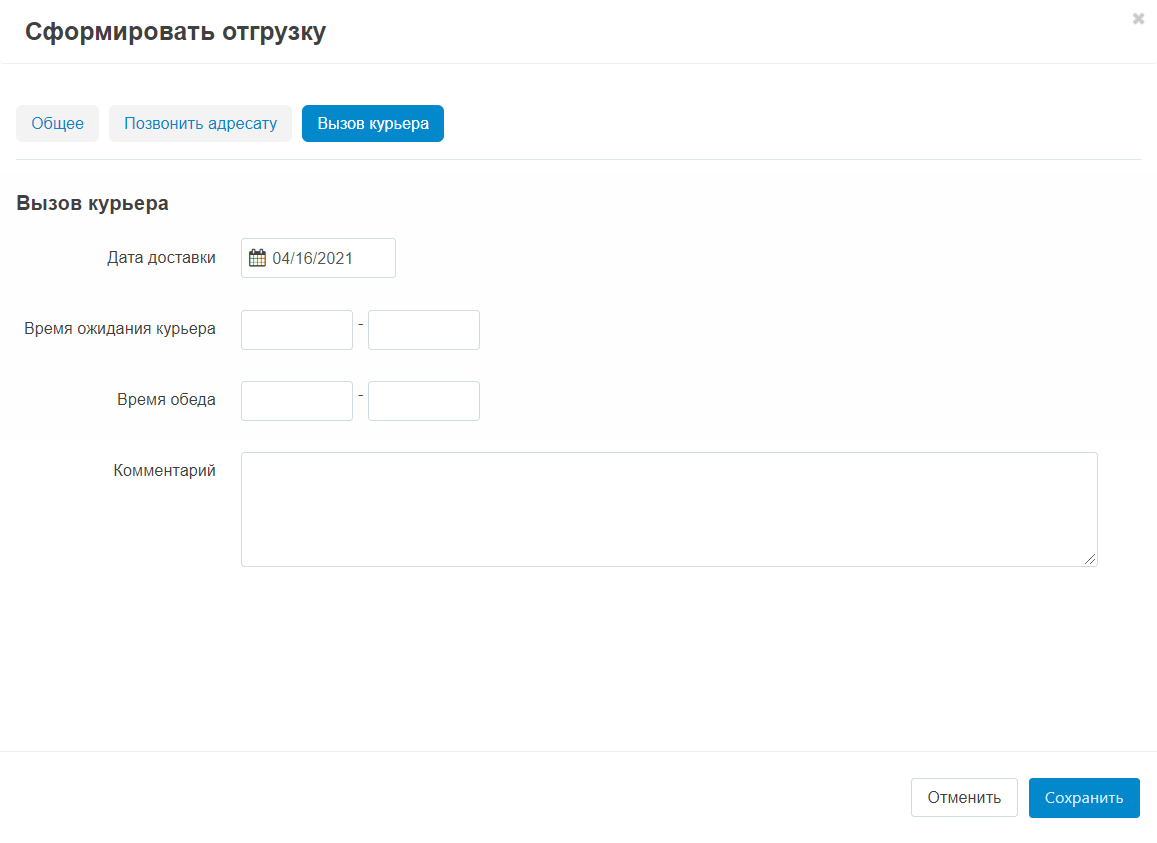 Сформировать отгрузку
Общее Позвонить адресату Вызов курьера
Вызов курьера
Дата доставки 04/16/2021
Время ожидания курьера -
Время обеда -
Комментарий
Отменить Сохранить